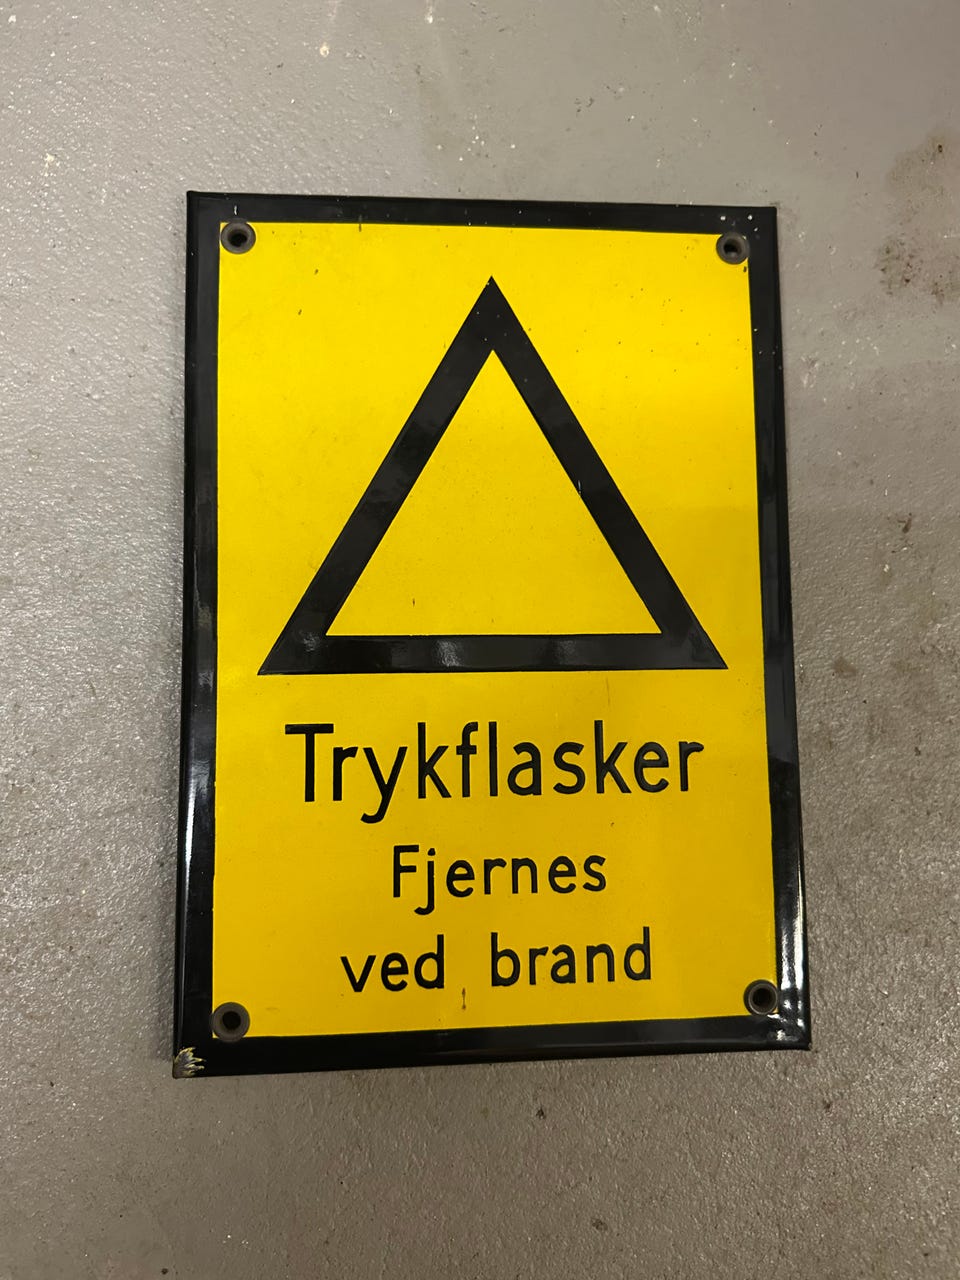 Trykflasker
Fjernes
ved brand